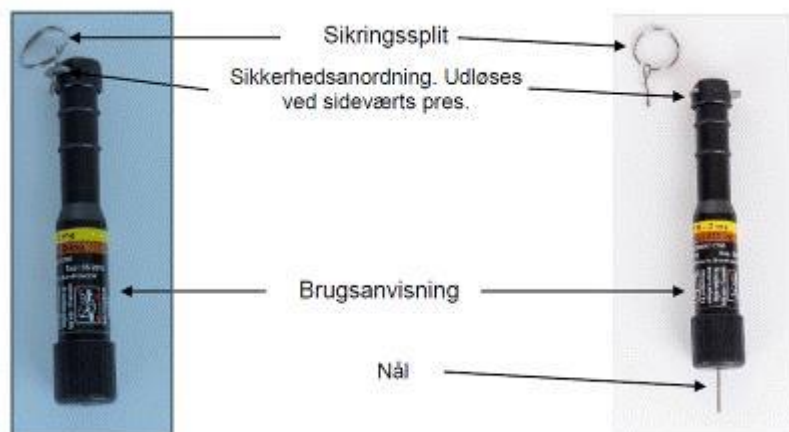 Sikringssplit
Sikkerhedsanordning. Udløses
ved sideværts pres.
Brugsanvisning
Nål